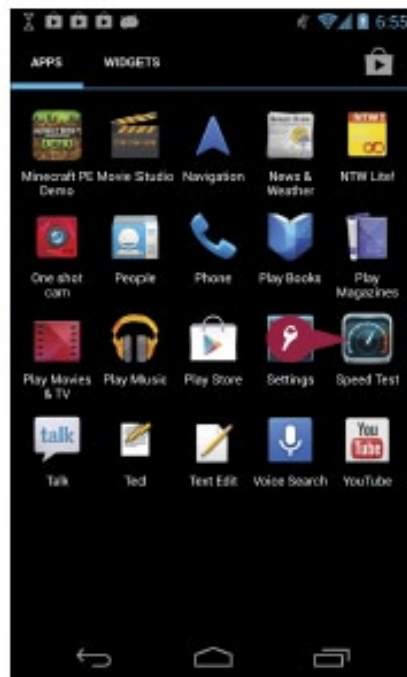 6:55
APPS WIDGETS
Minecraft PE Movie Studio Navigation News & NTW Lite!
Demo Weather
One shot People Phone Play Books Play
cam Magazines
Play Movies Play Music Play Store Settings Speed Test
& TV
talk You
Tube
Talk Ted Text Edit Voice Search YouTube